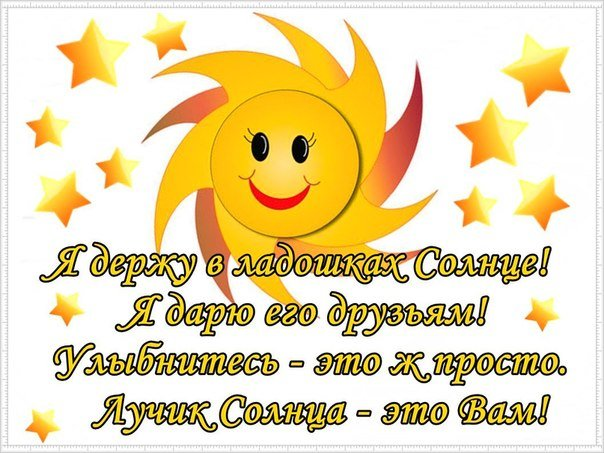 Я держу в ладошках Солнце!
Я дарю его друзьям!
Улыбнитесь - это ж просто.
Лучик Солнца - это Вам!